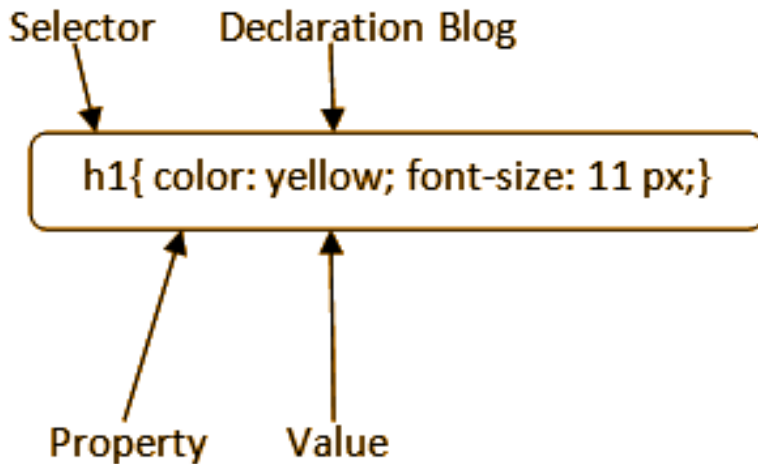 Selector Declaration Blog
h1{ color: yellow; font-size: 11 px;}
Property Value